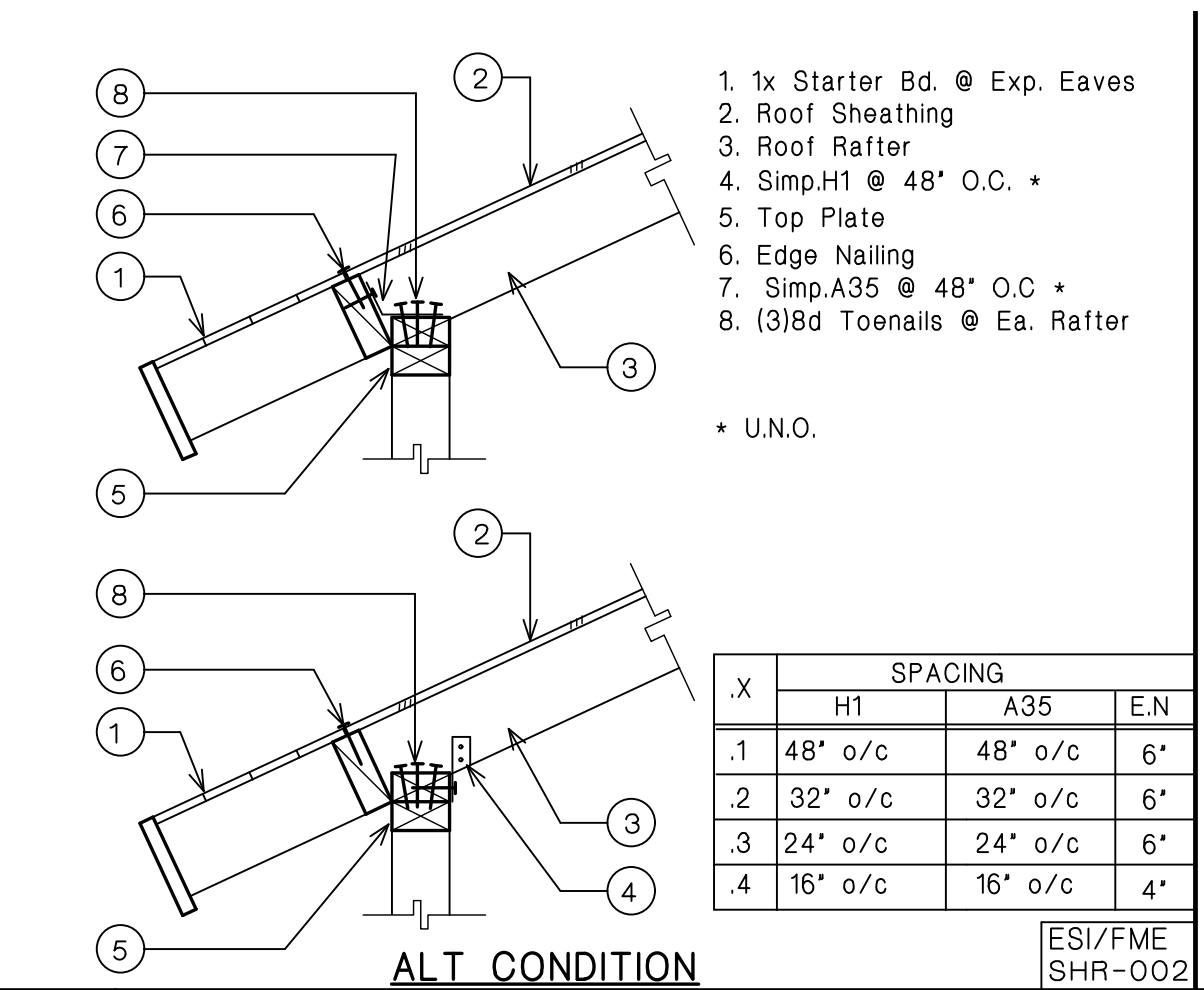 1. 1x Starter Bd. @ Exp. Eaves
2. Roof Sheathing
3. Roof Rafter
4. Simp.H1 @ 48" O.C. *
5. Top Plate
6. Edge Nailing
7. Simp.A35 @ 48" O.C *
8. (3)8d Toenails @ Ea. Rafter
* U.N.O.
8
2
7
6
1
3
5
2
8
6
1
3
4
5
ALT CONDITION
.X SPACING
H1 A35 E.N
.1 48" o/c 48" o/c 6"
.2 32" o/c 32" o/c 6"
.3 24" o/c 24" o/c 6"
.4 16" o/c 16" o/c 4"
ESI/FME
SHR-002